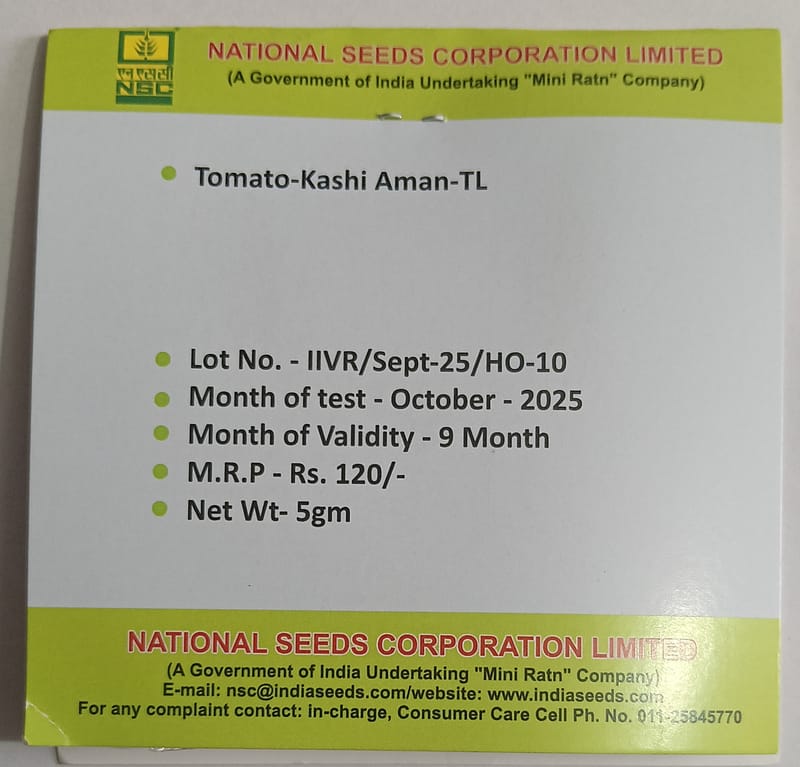 एन एस सी
NSC
NATIONAL SEEDS CORPORATION LIMITED
(A Government of India Undertaking "Mini Ratn" Company)
Tomato-Kashi Aman-TL
Lot No. - IIVR/Sept-25/HO-10
Month of test - October - 2025
Month of Validity - 9 Month
M.R.P - Rs. 120/-
Net Wt- 5gm
NATIONAL SEEDS CORPORATION LIMITED
(A Government of India Undertaking "Mini Ratn" Company)
E-mail: nsc@indiaseeds.com/website: www.indiaseeds.com
For any complaint contact: in-charge, Consumer Care Cell Ph. No. 011-25845770